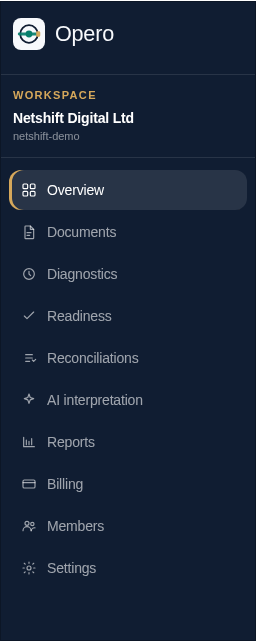 Opero
WORKSPACE
Netshift Digital Ltd
netshift-demo
Overview
Documents
Diagnostics
Readiness
Reconciliations
AI interpretation
Reports
Billing
Members
Settings